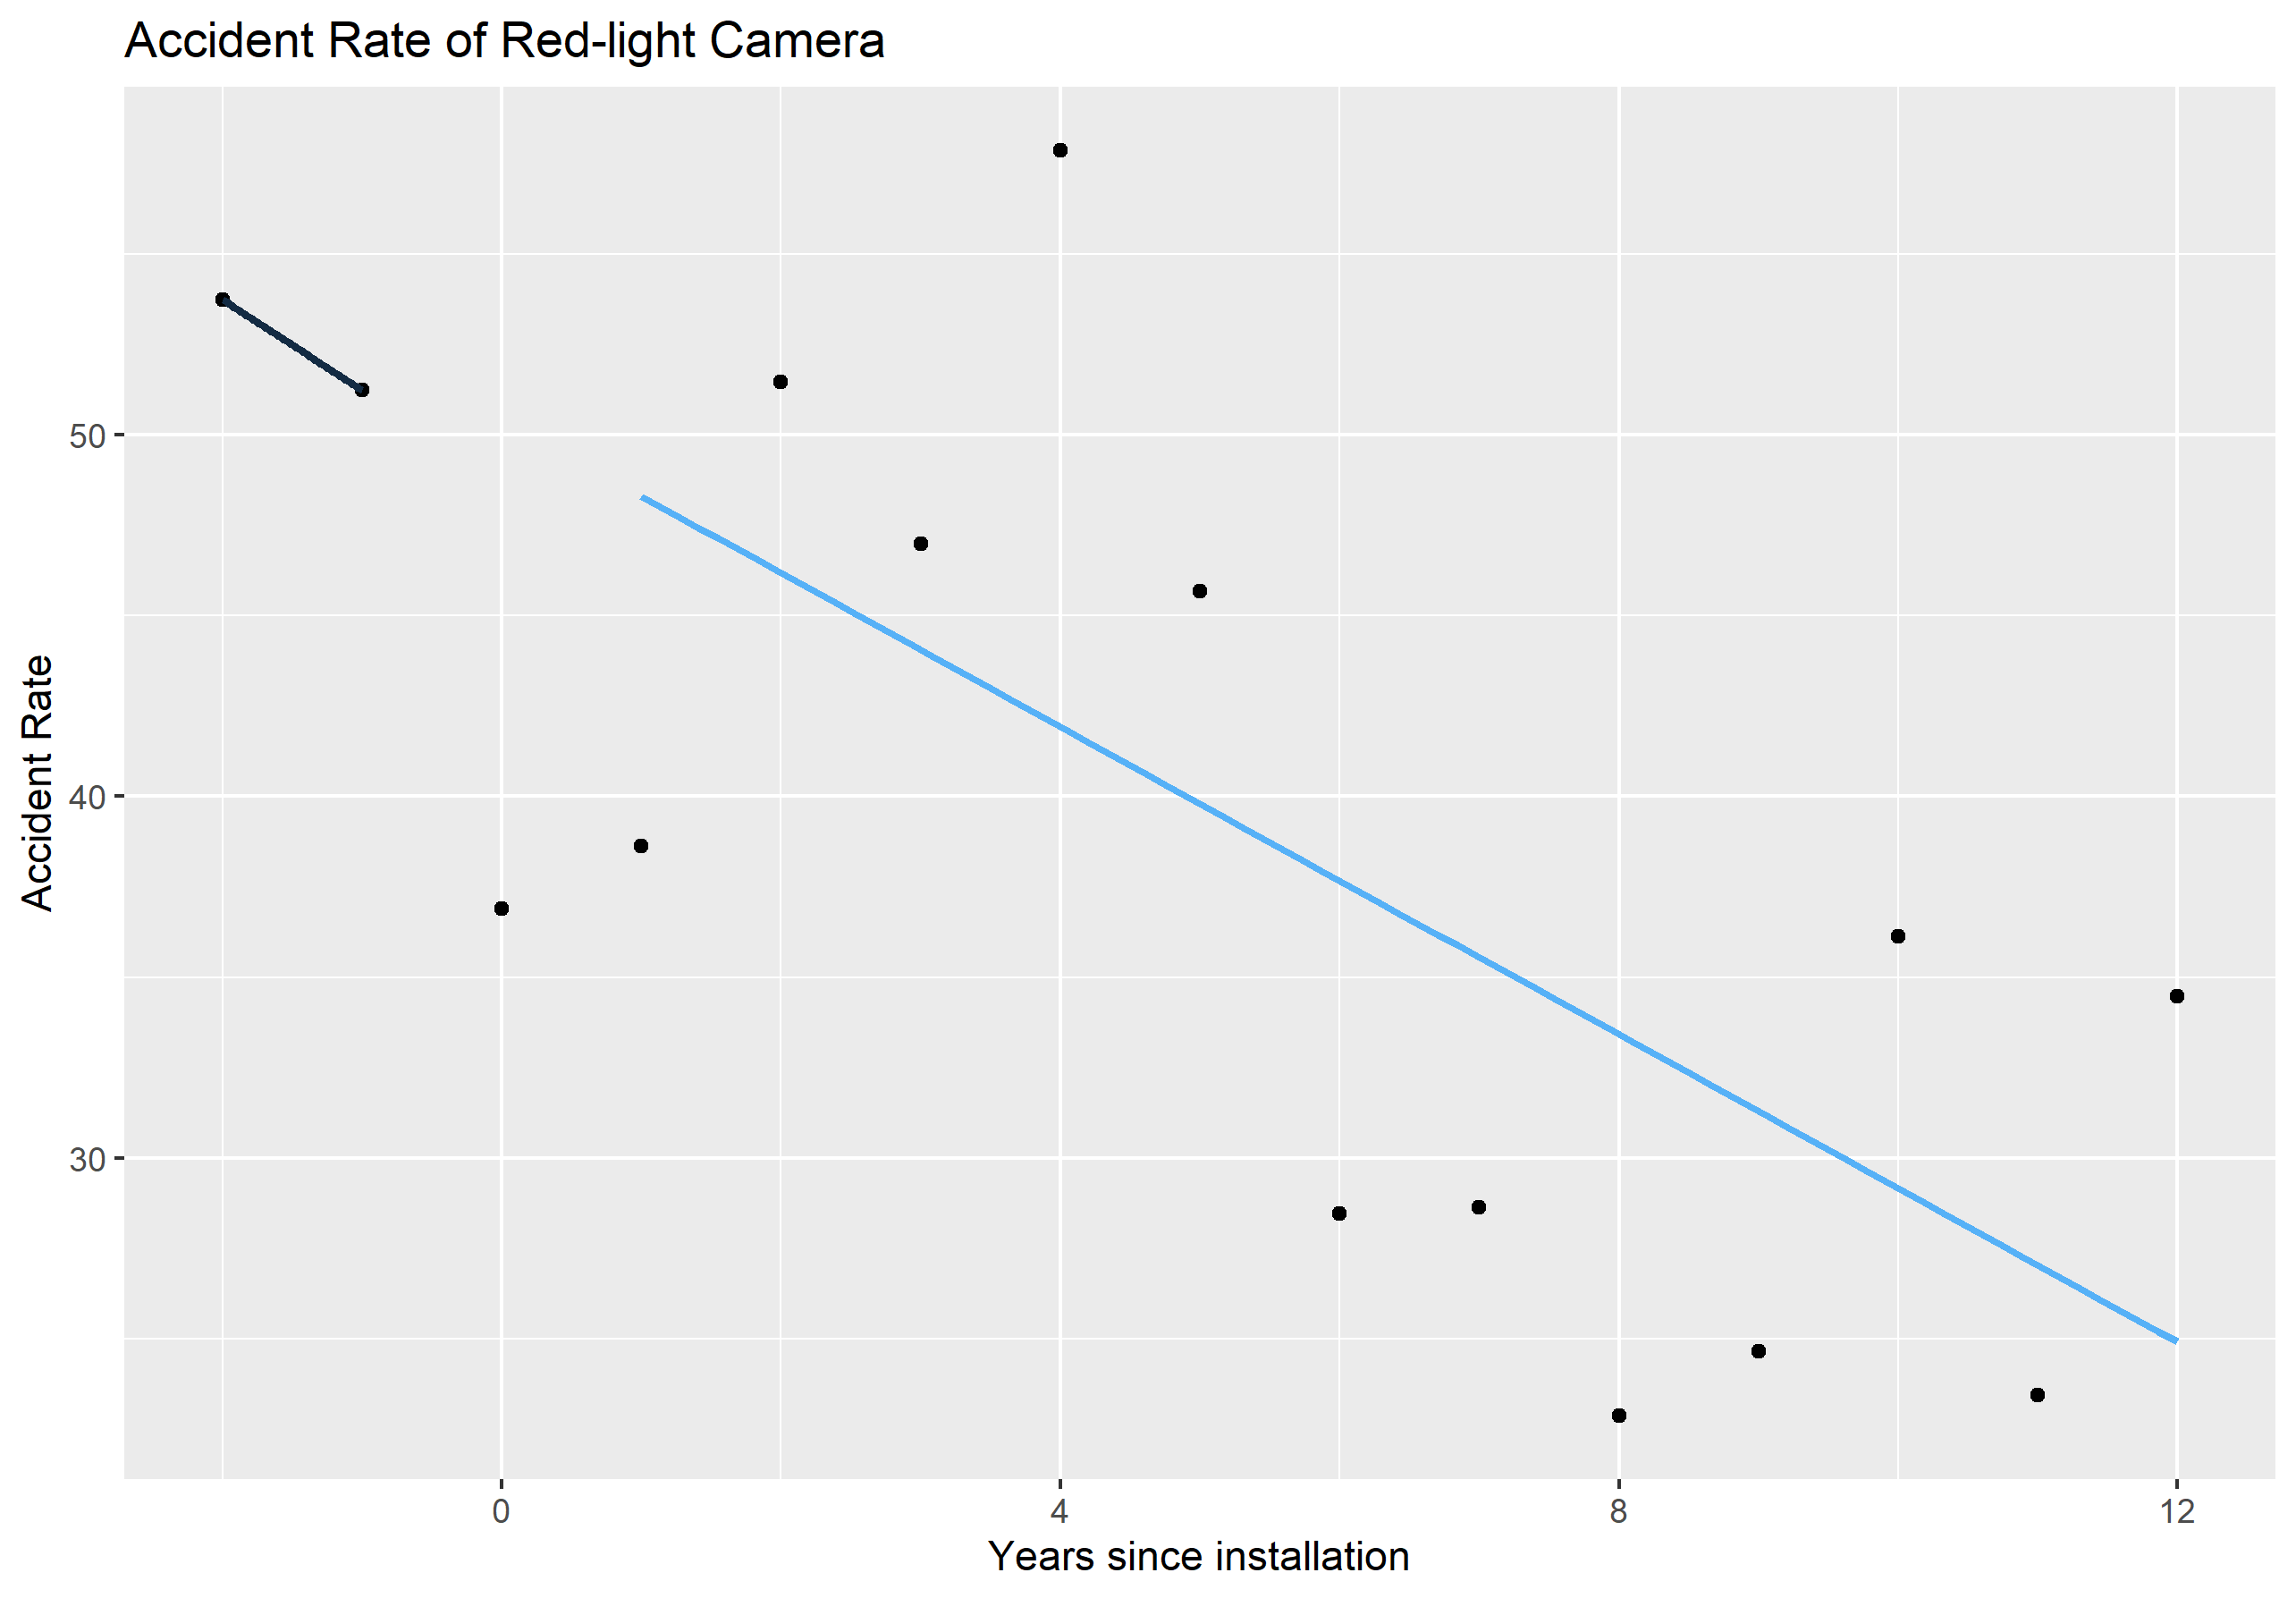 Accident Rate of Red-light Camera
50
40
30
Accident Rate
0 4 8 12
Years since installation